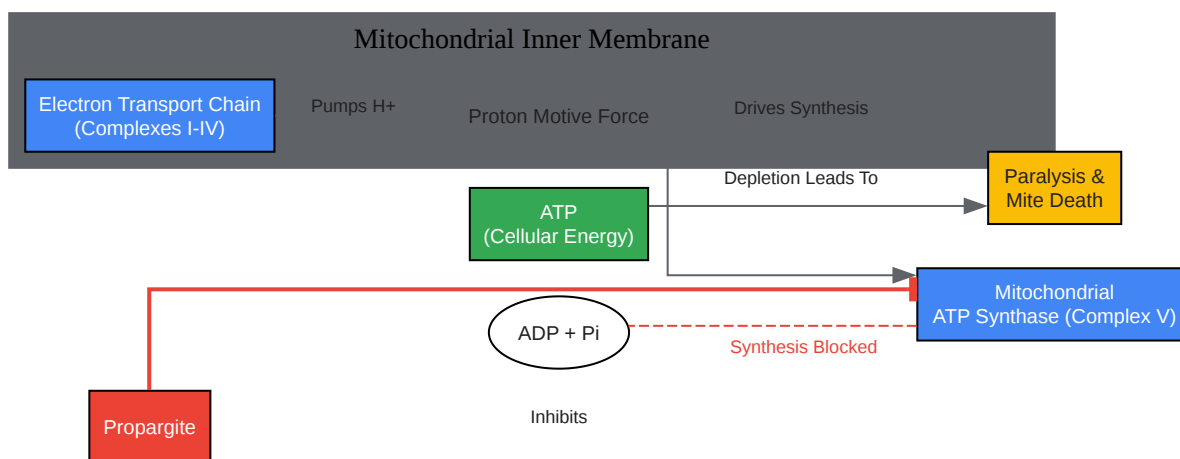 Mitochondrial Inner Membrane
Electron Transport Chain
(Complexes I-IV)
Pumps H+
Proton Motive Force
Drives Synthesis
Depletion Leads To
Paralysis &
Mite Death
ATP
(Cellular Energy)
Mitochondrial
ATP Synthase (Complex V)
ADP + Pi
Synthesis Blocked
Inhibits
Propargite